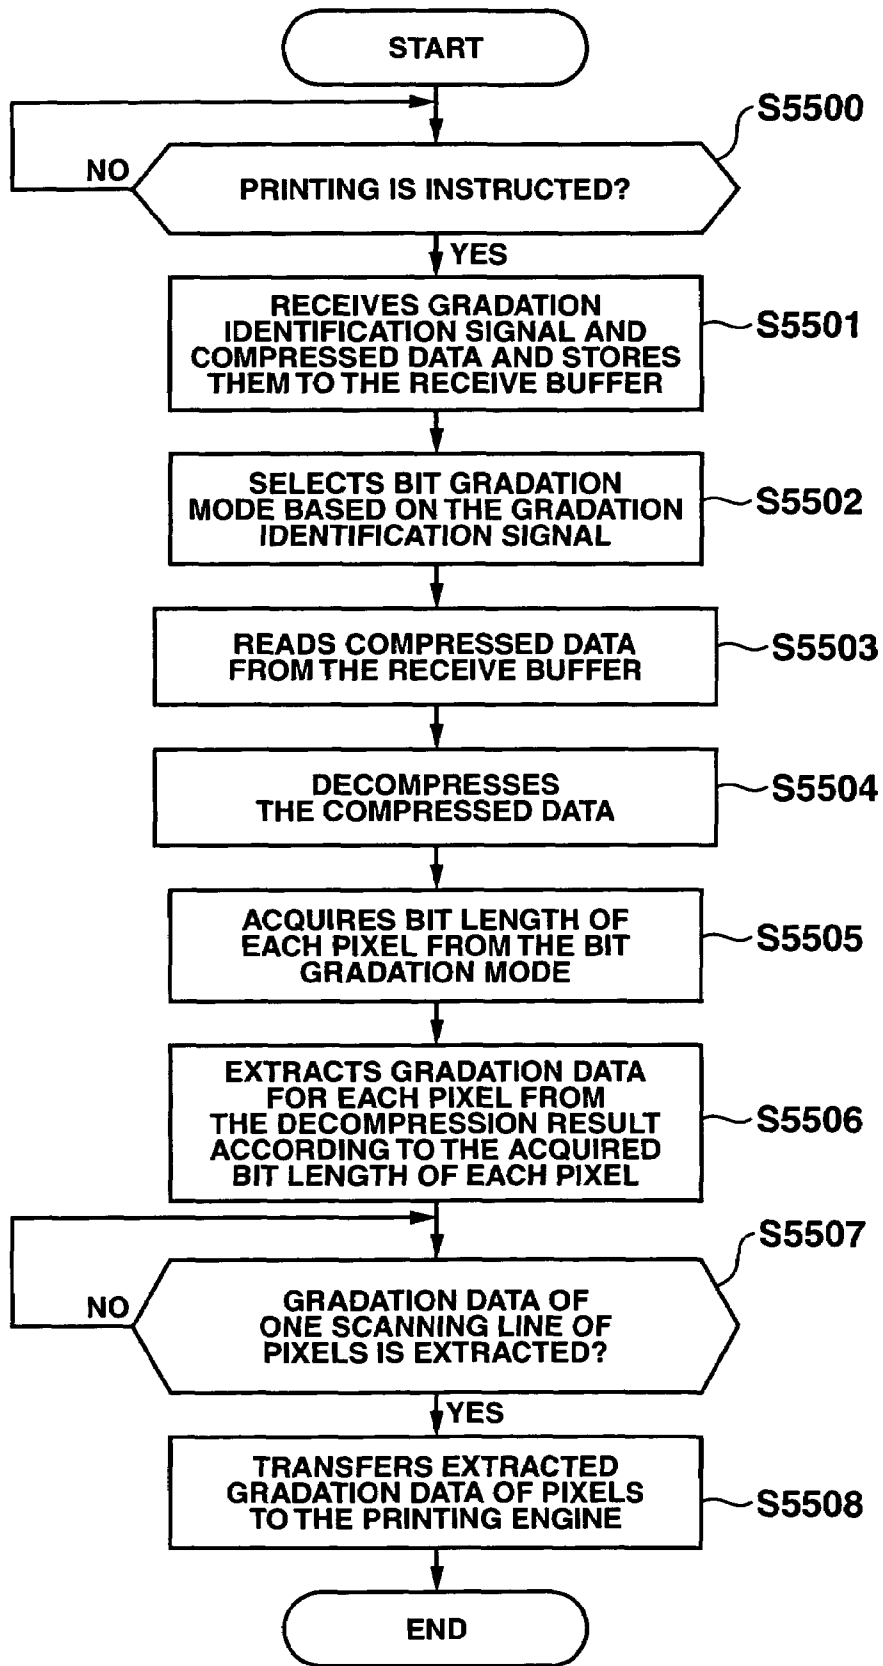 START
S5500
NO
PRINTING IS INSTRUCTED?
YES
RECEIVES GRADATION
IDENTIFICATION SIGNAL AND
COMPRESSED DATA AND STORES
THEM TO THE RECEIVE BUFFER
S5501
SELECTS BIT GRADATION
MODE BASED ON THE GRADATION
IDENTIFICATION SIGNAL
S5502
READS COMPRESSED DATA
FROM THE RECEIVE BUFFER
S5503
DECOMPRESSES
THE COMPRESSED DATA
S5504
ACQUIRES BIT LENGTH OF
EACH PIXEL FROM THE BIT
GRADATION MODE
S5505
EXTRACTS GRADATION DATA
FOR EACH PIXEL FROM
THE DECOMPRESSION RESULT
ACCORDING TO THE ACQUIRED
BIT LENGTH OF EACH PIXEL
S5506
S5507
NO
GRADATION DATA OF
ONE SCANNING LINE OF
PIXELS IS EXTRACTED?
YES
TRANSFERS EXTRACTED
GRADATION DATA OF PIXELS
TO THE PRINTING ENGINE
S5508
END